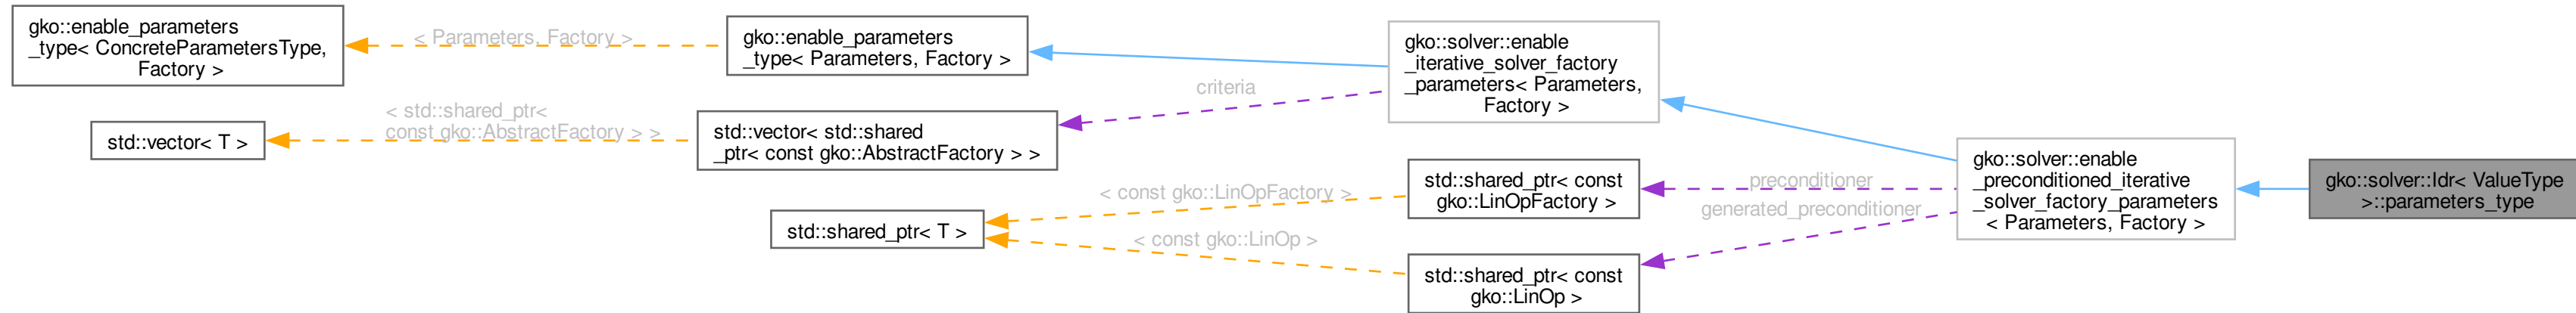 gko::enable_parameters
_type< ConcreteParametersType,
Factory >
< Parameters, Factory >
gko::enable_parameters
_type< Parameters, Factory >
gko::solver::enable
_iterative_solver_factory
_parameters< Parameters,
Factory >
criteria
std::vector< T >
< std::shared_ptr<
const gko::AbstractFactory > >
std::vector< std::shared
_ptr< const gko::AbstractFactory > >
std::shared_ptr< T >
< const gko::LinOpFactory >
std::shared_ptr< const
gko::LinOpFactory >
preconditioner
generated_preconditioner
< const gko::LinOp >
std::shared_ptr< const
gko::LinOp >
gko::solver::enable
_preconditioned_iterative
_solver_factory_parameters
< Parameters, Factory >
gko::solver::Idr< ValueType
>::parameters_type